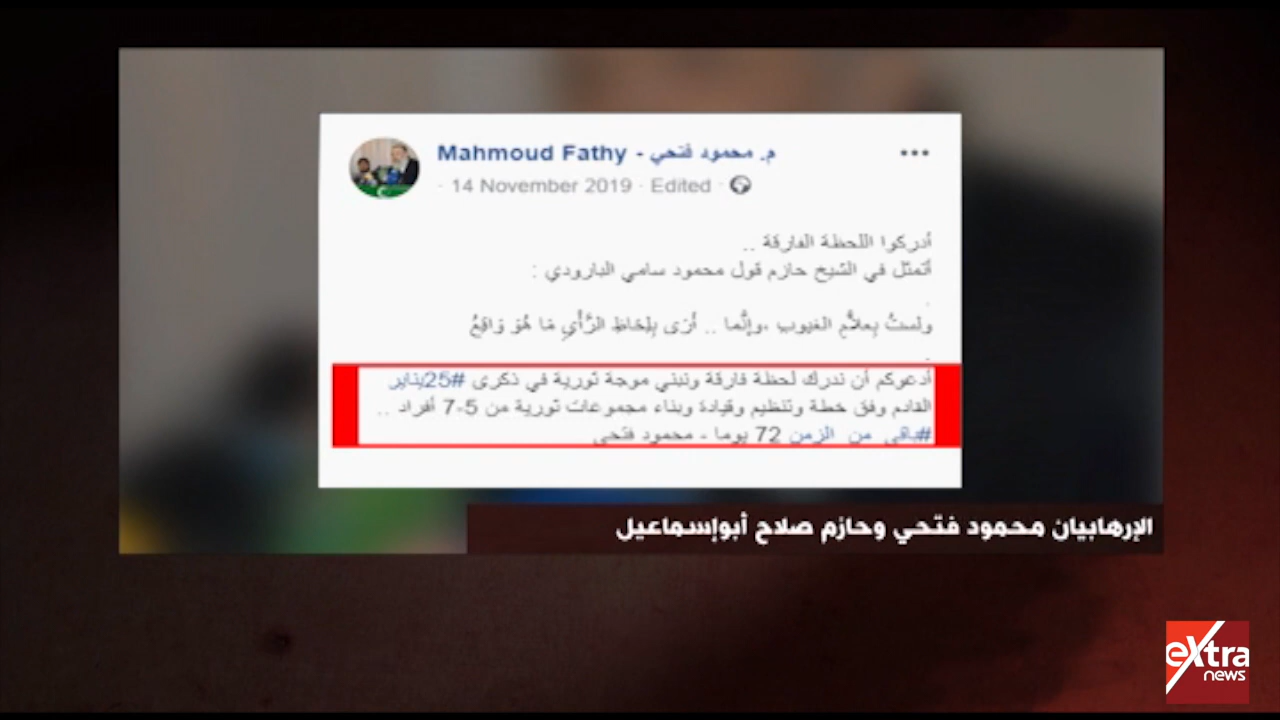 Mahmoud Fathy - م. محمود فتحي
· 14 November 2019 · Edited ·
أدركوا اللحظة الفارقة ..
أتمثل في الشيخ حازم قول محمود سامي البارودي :
.
ولستُ بِعلاَّمِ الغيوبِ ،وإنَّما .. أرَى بِلِحَاظِ الرَّأيِ مَا هُوَ وَاقِعُ
.
أدعوكم أن ندرك لحظة فارقة ونبني موجة ثورية في ذكرى #25يناير
القادم وفق خطة وتنظيم وقيادة وبناء مجموعات ثورية من 5-7 أفراد ..
#باقي_من_الزمن 72 يوما - محمود فتحي
الإرهابيان محمود فتحي وحازم صلاح أبوإسماعيل
eXtra
news